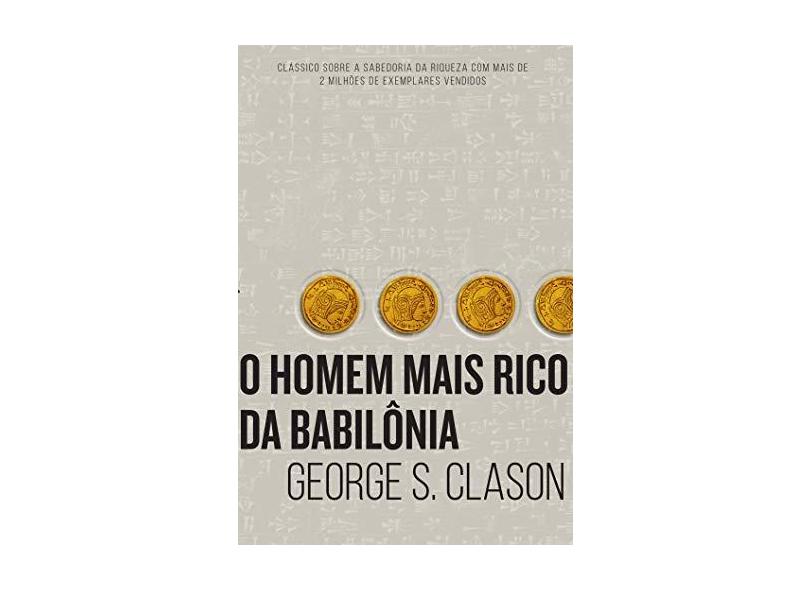 CLÁSSICO SOBRE A SABEDORIA DA RIQUEZA COM MAIS DE
2 MILHÕES DE EXEMPLARES VENDIDOS
O HOMEM MAIS RICO
DA BABILÔNIA
GEORGE S. CLASON